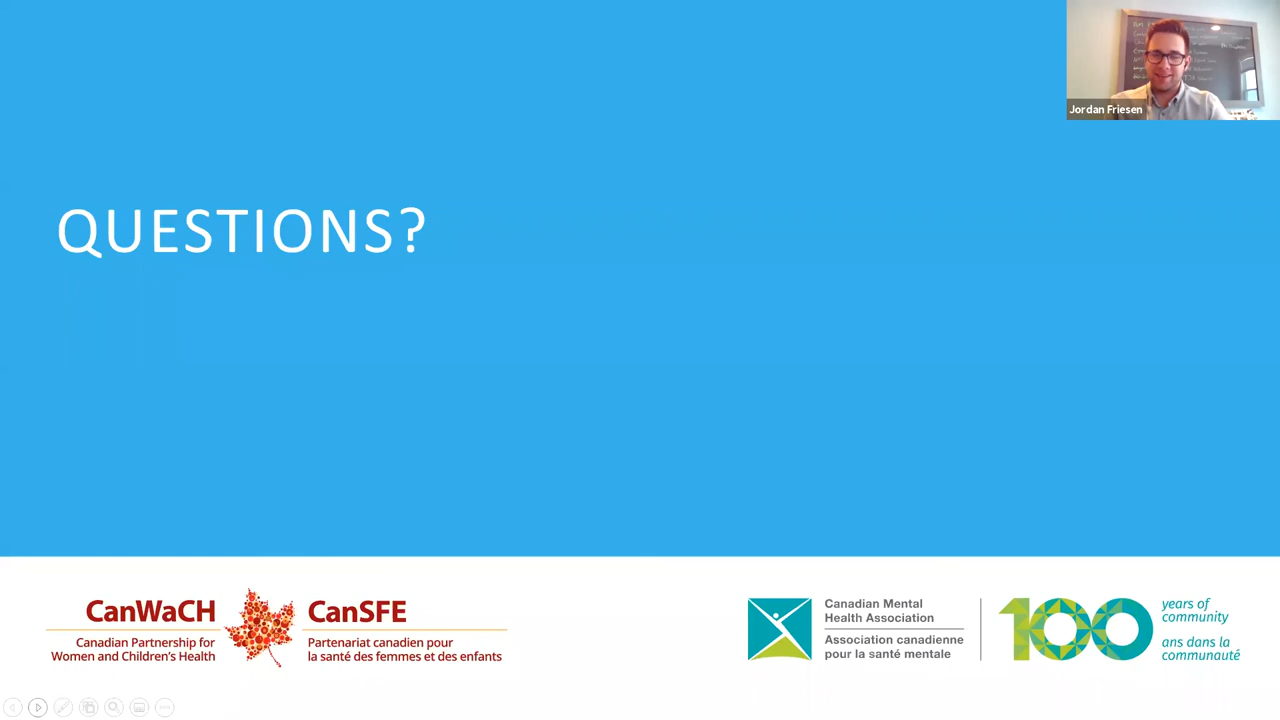 Jordan Friesen
QUESTIONS?
CanWaCH
Canadian Partnership for
Women and Children's Health
CanSFE
Partenariat canadien pour
la santé des femmes et des enfants
Canadian Mental
Health Association
Association canadienne
pour la santé mentale
100
years of
community
ans dans la
communauté